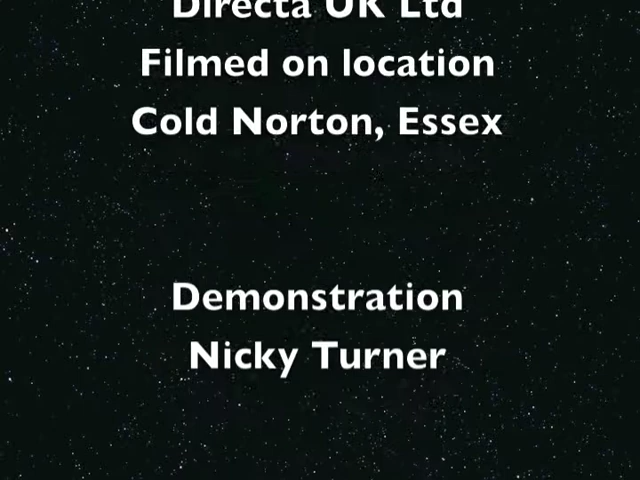 Directa UK Ltd
Filmed on location
Cold Norton, Essex
Demonstration
Nicky Turner